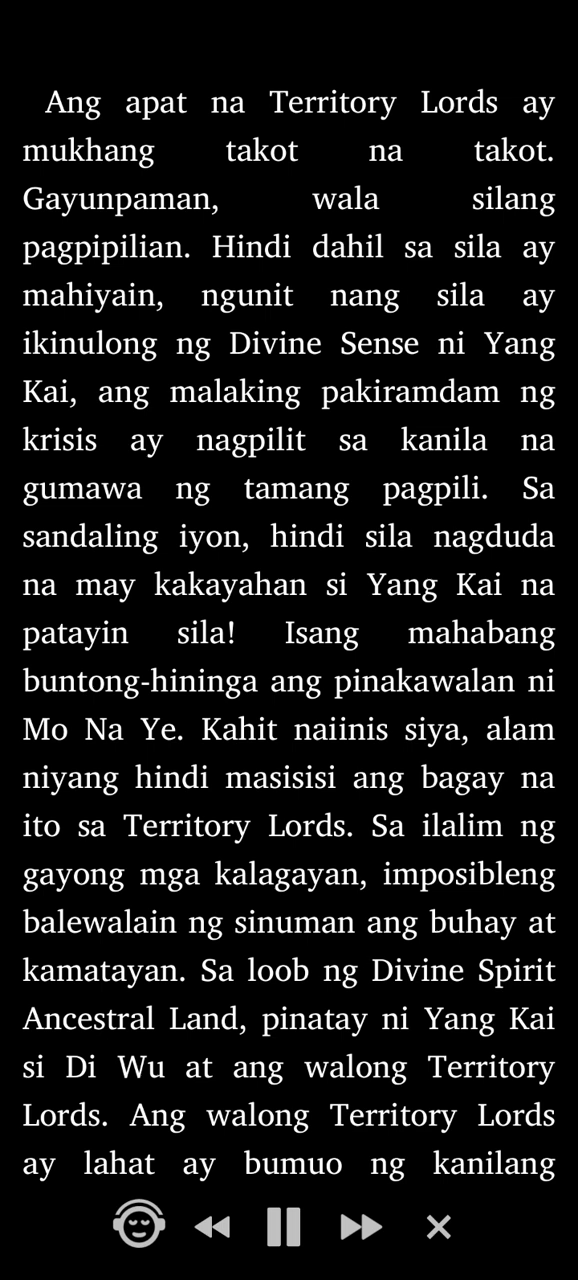 Ang apat na Territory Lords ay
mukhang takot na takot.
Gayunpaman, wala silang
pagpipilian. Hindi dahil sa sila ay
mahiyain, ngunit nang sila ay
ikinulong ng Divine Sense ni Yang
Kai, ang malaking pakiramdam ng
krisis ay nagpilit sa kanila na
gumawa ng tamang pagpili. Sa
sandaling iyon, hindi sila nagduda
na may kakayahan si Yang Kai na
patayin sila! Isang mahabang
buntong-hininga ang pinakawalan ni
Mo Na Ye. Kahit naiinis siya, alam
niyang hindi masisisi ang bagay na
ito sa Territory Lords. Sa ilalim ng
gayong mga kalagayan, imposibleng
balewalain ng sinuman ang buhay at
kamatayan. Sa loob ng Divine Spirit
Ancestral Land, pinatay ni Yang Kai
si Di Wu at ang walong Territory
Lords. Ang walong Territory Lords
ay lahat ay bumuo ng kanilang